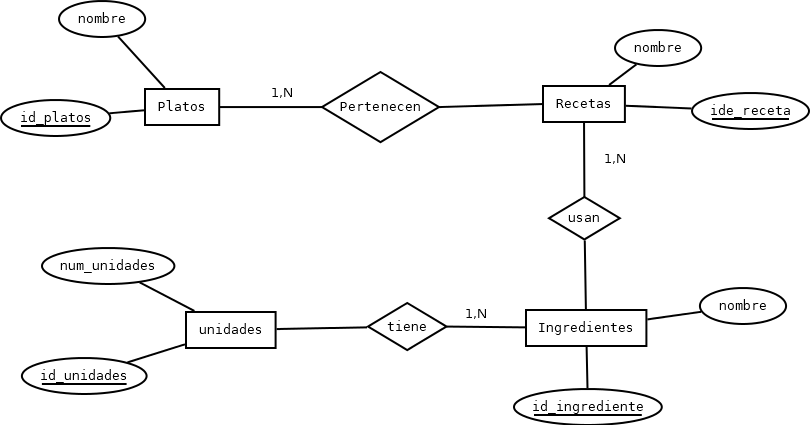 nombre
nombre
id_platos
Platos
1,N
Pertenecen
Recetas
ide_receta
1,N
usan
num_unidades
unidades
tiene
1,N
Ingredientes
nombre
id_unidades
id_ingrediente